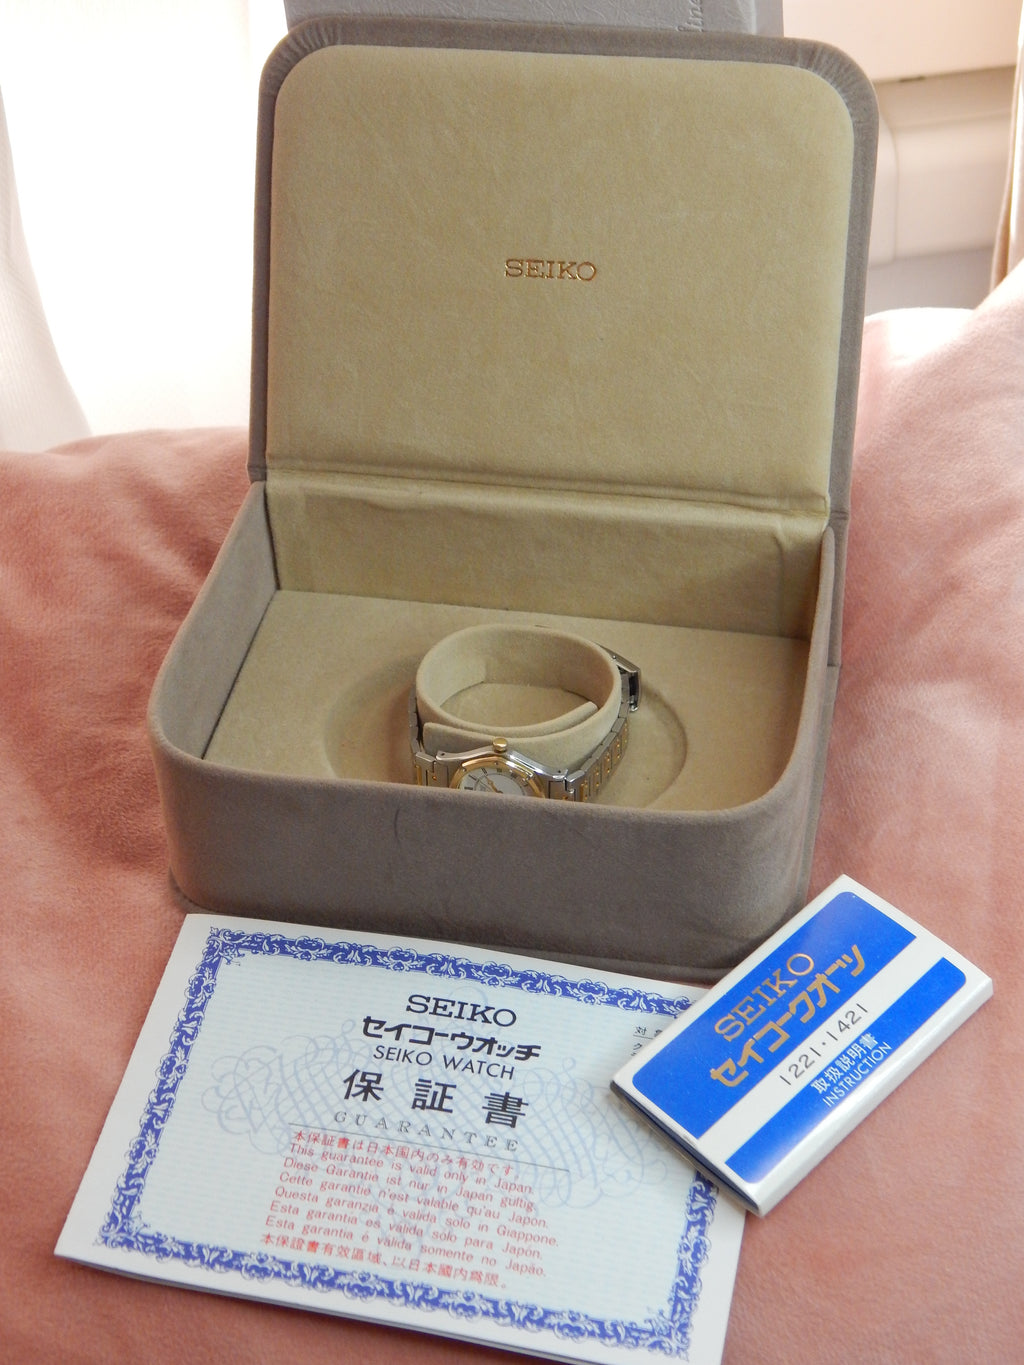 SEIKO
SEIKO
セイコーウオッチ
SEIKO WATCH
保証書
GUARANTEE
本保証書は日本国内のみ有効です
This guarantee is valid only in Japan.
Diese Garantie ist nur in Japan gültig.
Cette garantie n'est valable qu'au Japon.
Questa garanzia é valida solo in Giappone.
Esta garantia es valida sólo para Japón.
Esta garantia é válida somente no Japão.
本保證書有效區域、以日本國内爲限。
SEIKO
セイコークオーツ
1221・1421
取扱説明書
INSTRUCTION